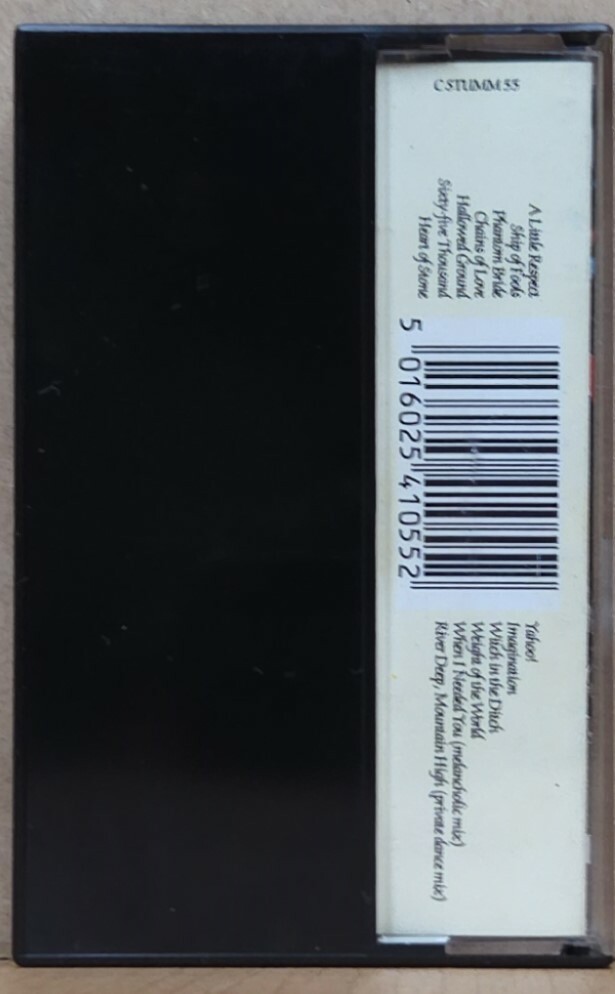 C STUMM 55
A Little Respect
Ship of Fools
Phantom Bride
Chains of Love
Hallowed Ground
Sixty-five Thousand
Heart of Stone
5 016025 410552
Yahoo!
Imagination
Witch in the Ditch
Weight of the World
When I Needed You (melancholic mix)
River Deep, Mountain High (private dance mix)